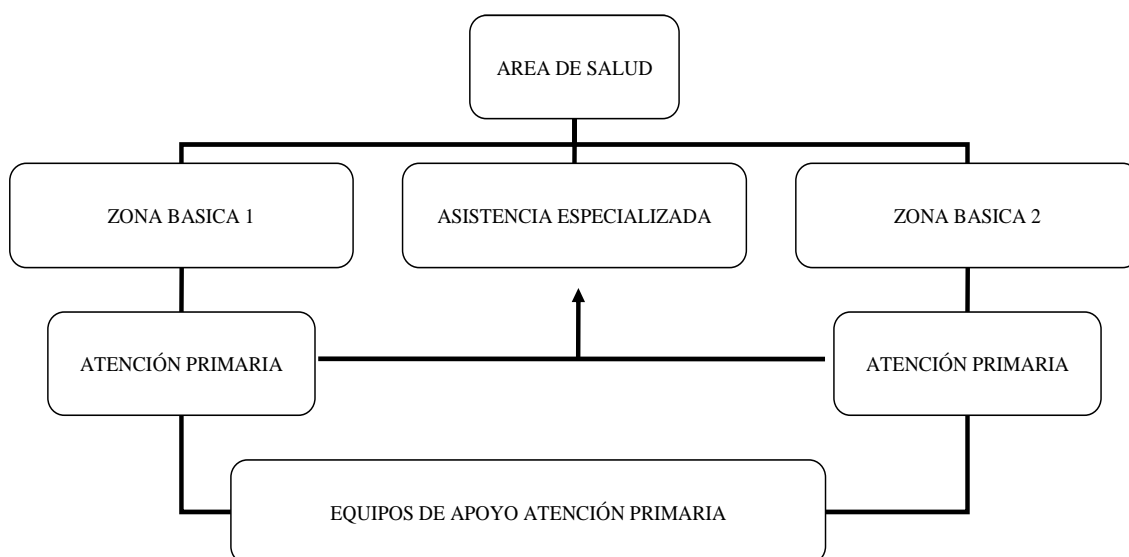 AREA DE SALUD
ZONA BASICA 1
ASISTENCIA ESPECIALIZADA
ZONA BASICA 2
ATENCIÓN PRIMARIA
ATENCIÓN PRIMARIA
EQUIPOS DE APOYO ATENCIÓN PRIMARIA